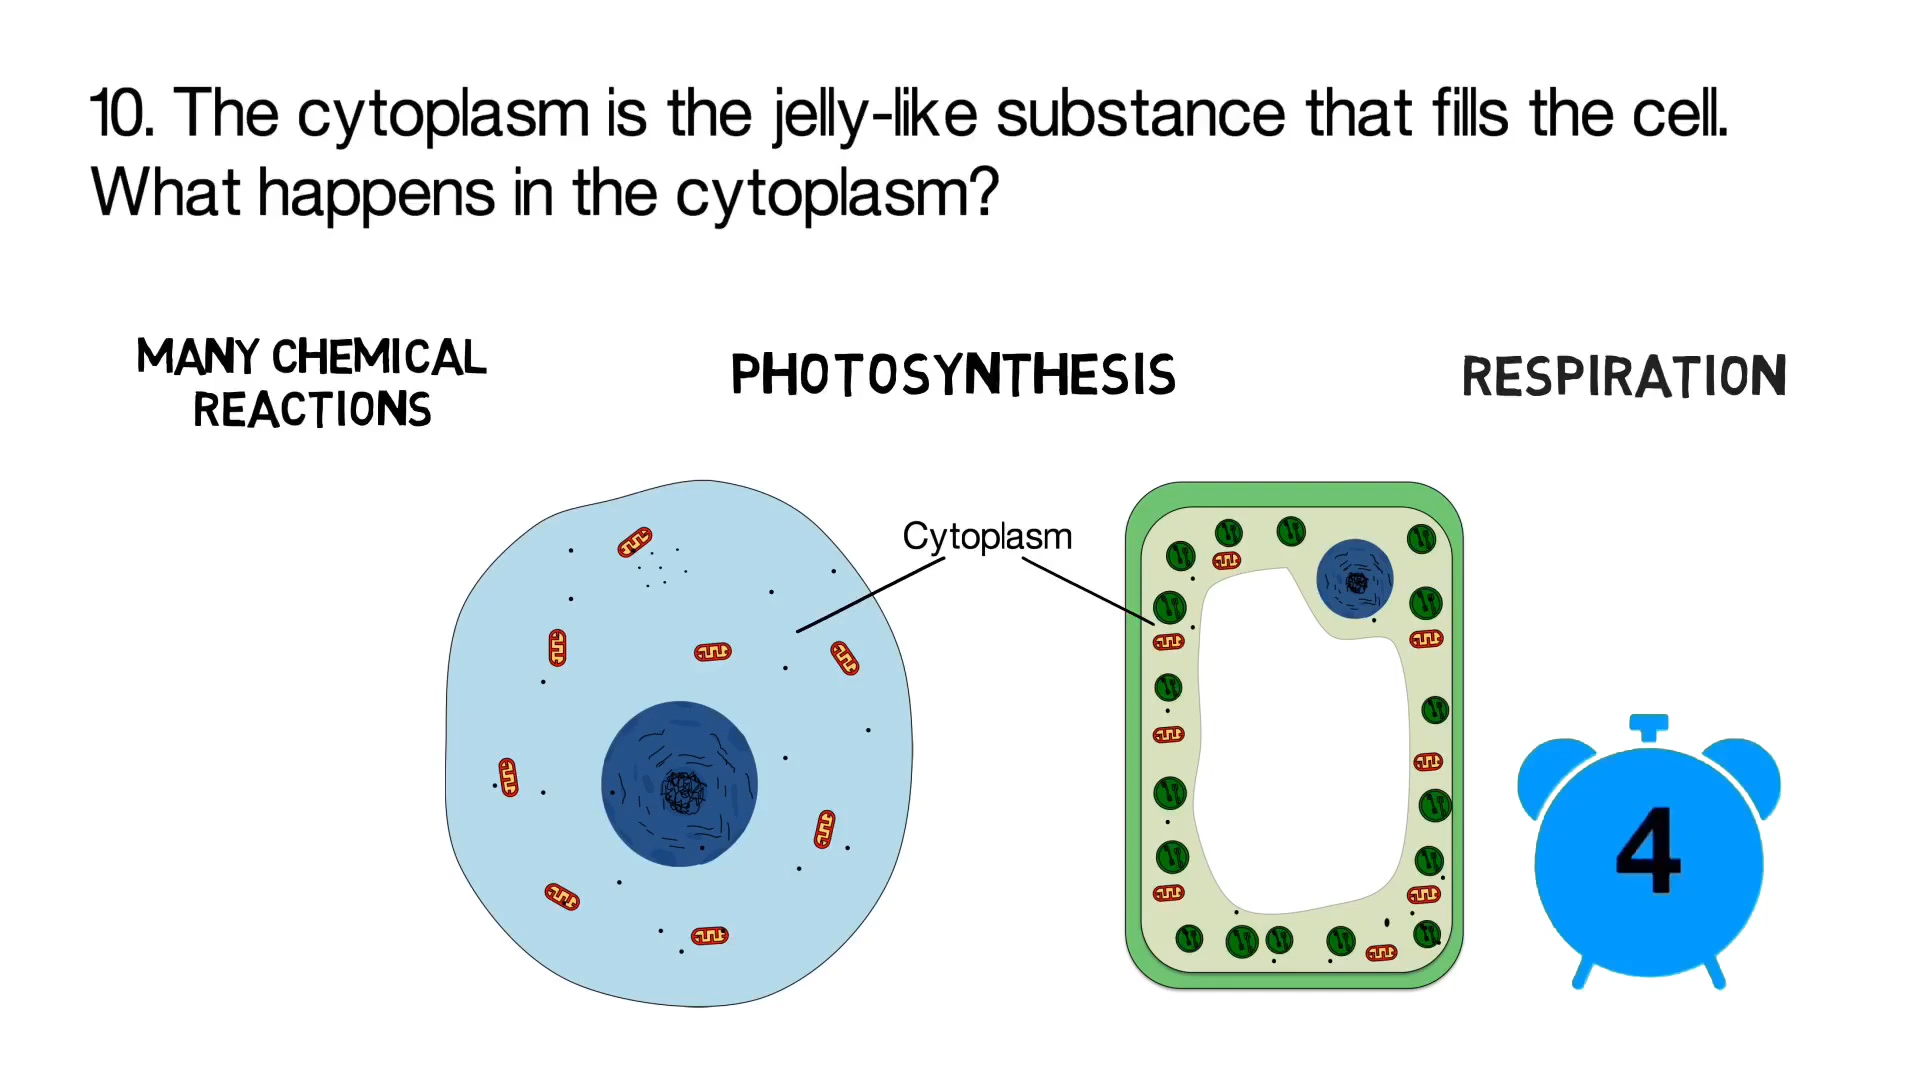 10. The cytoplasm is the jelly-like substance that fills the cell.
What happens in the cytoplasm?
MANY CHEMICAL
REACTIONS
PHOTOSYNTHESIS
RESPIRATION
Cytoplasm
4